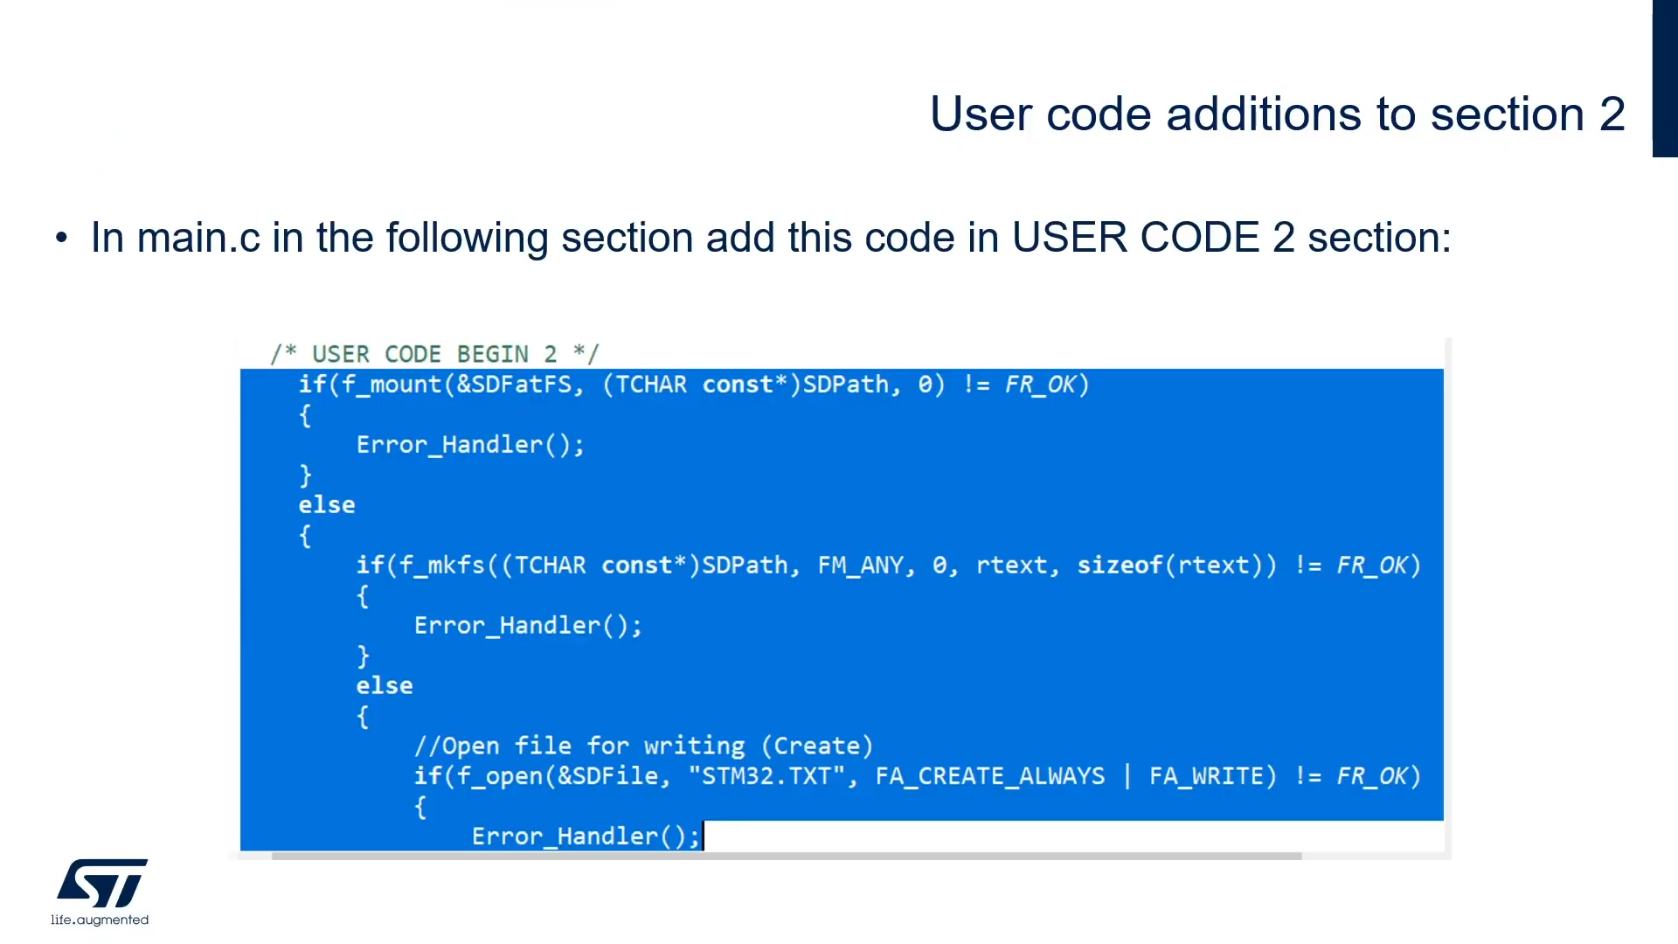 User code additions to section 2
• In main.c in the following section add this code in USER CODE 2 section:
/* USER CODE BEGIN 2 */
if(f_mount(&SDFatFS, (TCHAR const*)SDPath, 0) != FR_OK)
{
Error_Handler();
}
else
{
if(f_mkfs((TCHAR const*)SDPath, FM_ANY, 0, rtext, sizeof(rtext)) != FR_OK)
{
Error_Handler();
}
else
{
//Open file for writing (Create)
if(f_open(&SDFile, "STM32.TXT", FA_CREATE_ALWAYS | FA_WRITE) != FR_OK)
{
Error_Handler();
ST
life.augmented